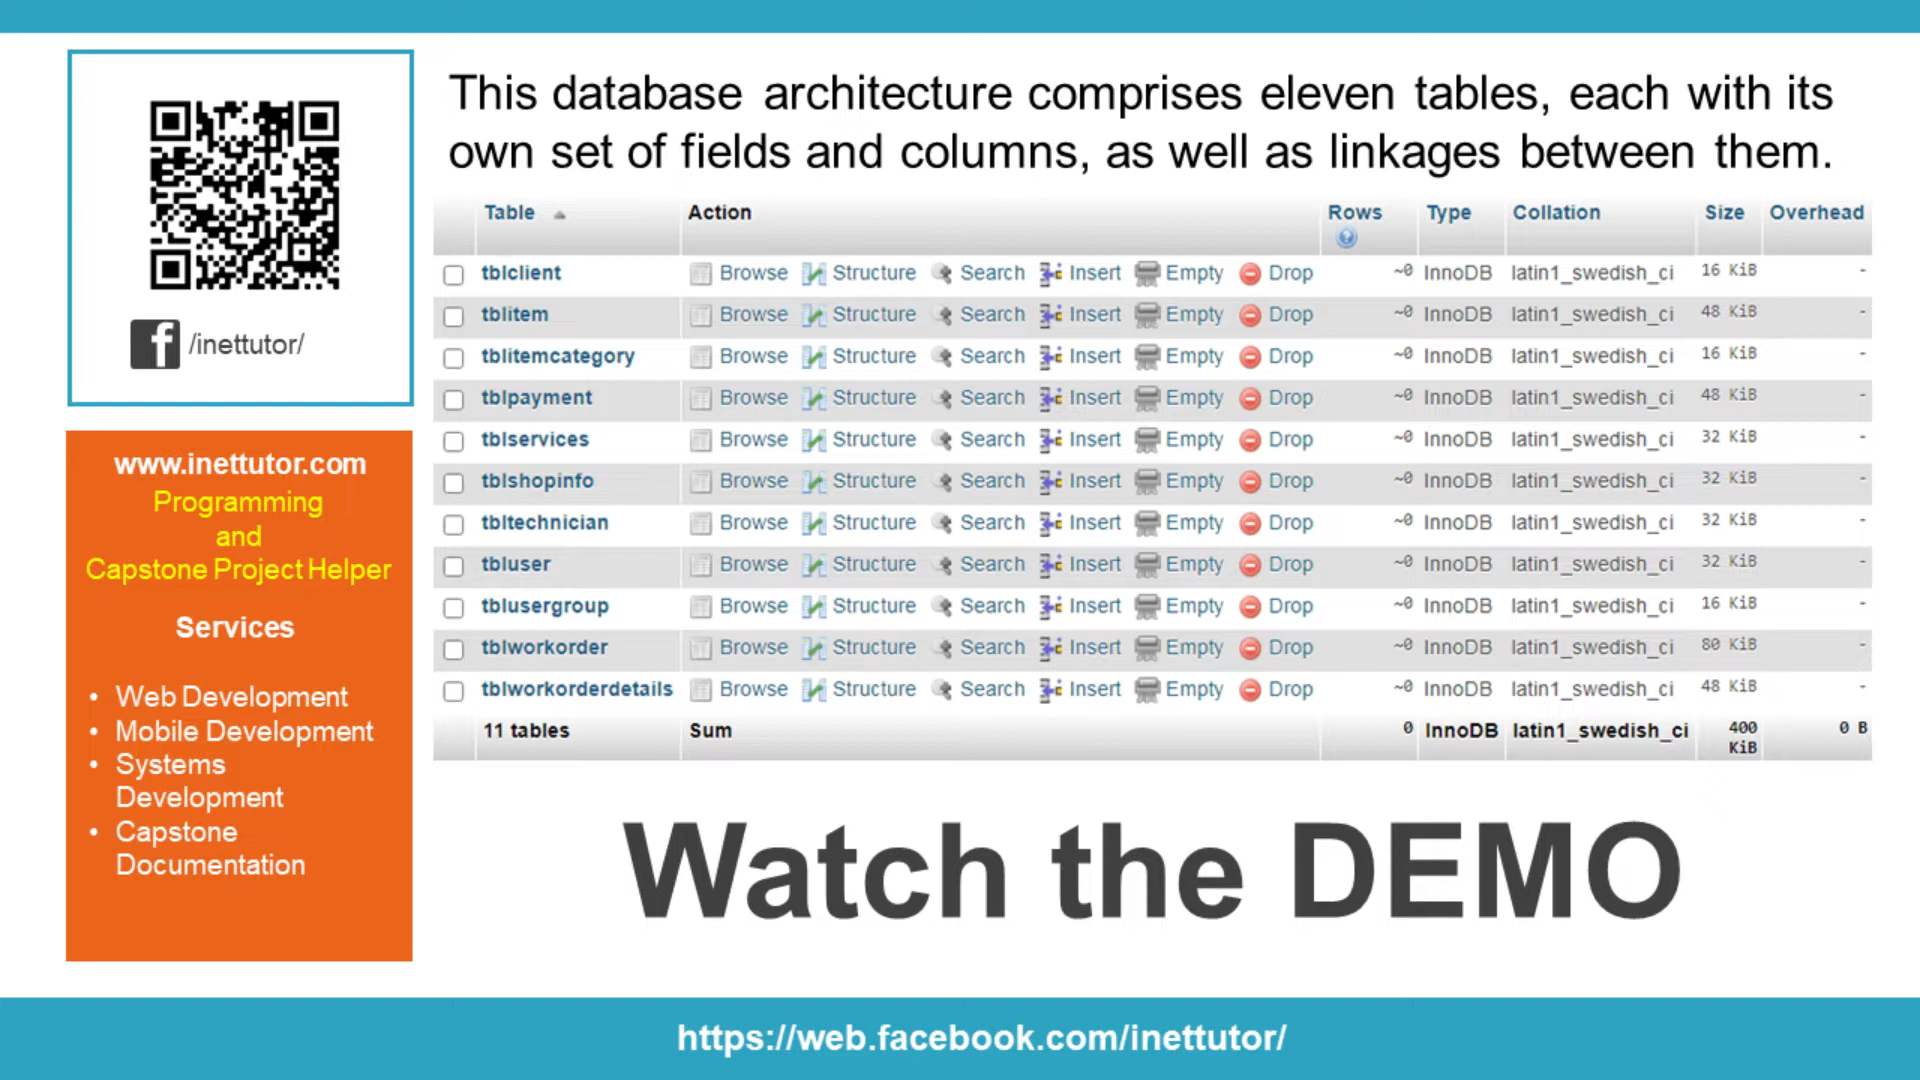 This database architecture comprises eleven tables, each with its
own set of fields and columns, as well as linkages between them.
/inettutor/
www.inettutor.com
Programming
and
Capstone Project Helper
Services
• Web Development
• Mobile Development
• Systems
Development
• Capstone
Documentation
Table Action Rows Type Collation Size Overhead
tblclient Browse Structure Search Insert Empty Drop ~0 InnoDB latin1_swedish_ci 16 KiB -
tblitem Browse Structure Search Insert Empty Drop ~0 InnoDB latin1_swedish_ci 48 KiB -
tblitemcategory Browse Structure Search Insert Empty Drop ~0 InnoDB latin1_swedish_ci 16 KiB -
tblpayment Browse Structure Search Insert Empty Drop ~0 InnoDB latin1_swedish_ci 48 KiB -
tblservices Browse Structure Search Insert Empty Drop ~0 InnoDB latin1_swedish_ci 32 KiB -
tblshopinfo Browse Structure Search Insert Empty Drop ~0 InnoDB latin1_swedish_ci 32 KiB -
tbltechnician Browse Structure Search Insert Empty Drop ~0 InnoDB latin1_swedish_ci 32 KiB -
tbluser Browse Structure Search Insert Empty Drop ~0 InnoDB latin1_swedish_ci 32 KiB -
tblusergroup Browse Structure Search Insert Empty Drop ~0 InnoDB latin1_swedish_ci 16 KiB -
tblworkorder Browse Structure Search Insert Empty Drop ~0 InnoDB latin1_swedish_ci 80 KiB -
tblworkorderdetails Browse Structure Search Insert Empty Drop ~0 InnoDB latin1_swedish_ci 48 KiB -
11 tables Sum 0 InnoDB latin1_swedish_ci 400 KiB 0 B
Watch the DEMO
https://web.facebook.com/inettutor/